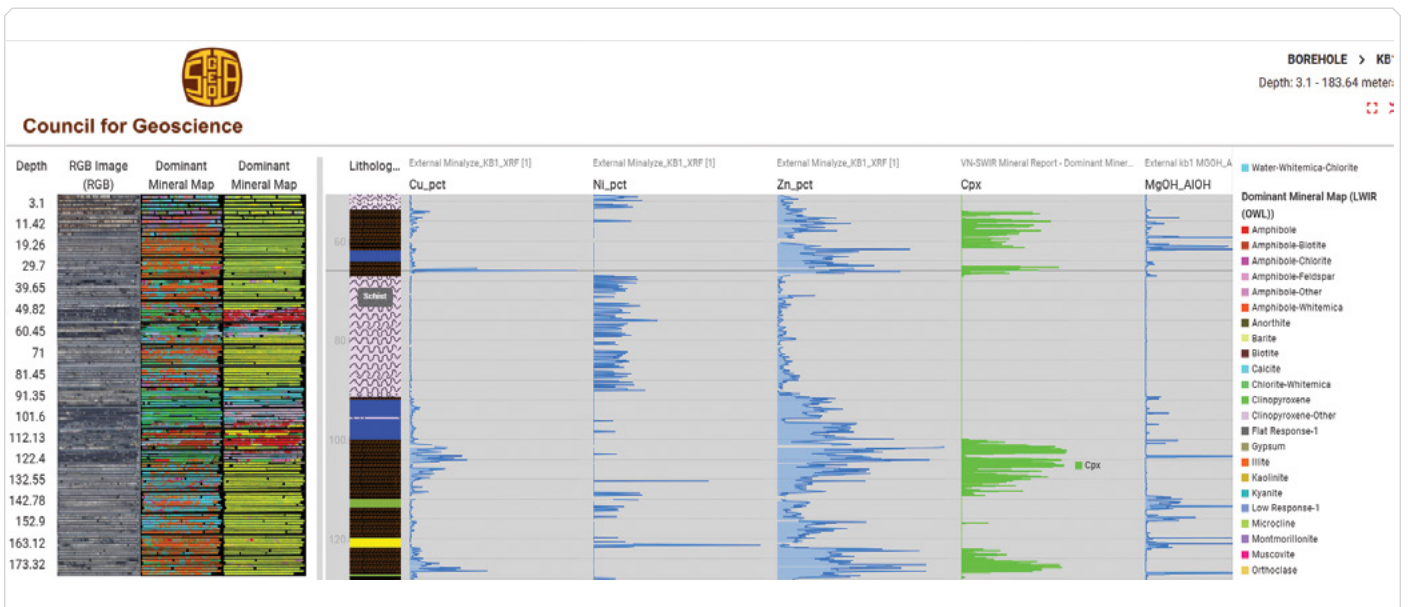 BOREHOLE > KB
Depth: 3.1 - 183.64 meter
Council for Geoscience
Depth
RGB Image
(RGB)
Dominant
Mineral Map
Dominant
Mineral Map
Litholog...
External Minalyze_KB1_XRF [1]
Cu_pct
External Minalyze_KB1_XRF [1]
Ni_pct
External Minalyze_KB1_XRF [1]
Zn_pct
VN-SWIR Mineral Report - Dominant Miner...
Cpx
External kb1 MGOH_A
MgOH_AlOH
3.1
11.42
19.26
29.7
39.65
49.82
60.45
71
81.45
91.35
101.6
112.13
122.4
132.55
142.78
152.9
163.12
173.32
60
80
100
120
Schist
Cpx
Water-Whitemica-Chlorite
Dominant Mineral Map (LWIR
(OWL))
Amphibole
Amphibole-Biotite
Amphibole-Chlorite
Amphibole-Feldspar
Amphibole-Other
Amphibole-Whitemica
Anorthite
Barite
Biotite
Calcite
Chlorite-Whitemica
Clinopyroxene
Clinopyroxene-Other
Flat Response-1
Gypsum
Illite
Kaolinite
Kyanite
Low Response-1
Microcline
Montmorillonite
Muscovite
Orthoclase